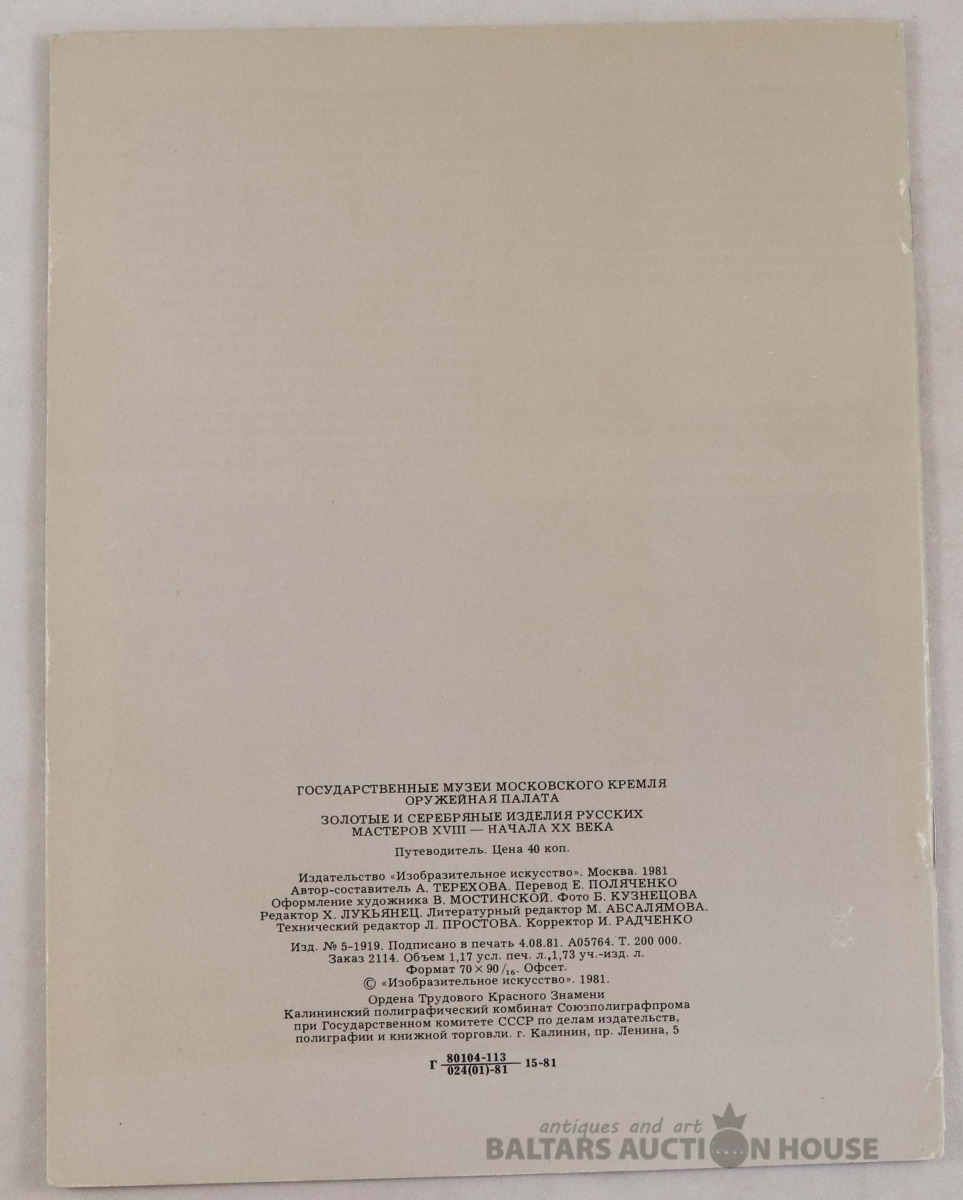 ГОСУДАРСТВЕННЫЕ МУЗЕИ МОСКОВСКОГО КРЕМЛЯ
ОРУЖЕЙНАЯ ПАЛАТА
ЗОЛОТЫЕ И СЕРЕБРЯНЫЕ ИЗДЕЛИЯ РУССКИХ
МАСТЕРОВ XVIII — НАЧАЛА XX ВЕКА
Путеводитель. Цена 40 коп.
Издательство «Изобразительное искусство». Москва. 1981
Автор-составитель А. ТЕРЕХОВА. Перевод Е. ПОЛЯЧЕНКО
Оформление художника В. МОСТИНСКОЙ. Фото Б. КУЗНЕЦОВА
Редактор Х. ЛУКЬЯНЕЦ. Литературный редактор М. АБСАЛЯМОВА.
Технический редактор Л. ПРОСТОВА. Корректор И. РАДЧЕНКО
Изд. № 5-1919. Подписано в печать 4.08.81. А05764. Т. 200 000.
Заказ 2114. Объем 1,17 усл. печ. л.,1,73 уч.-изд. л.
Формат 70×90/16. Офсет.
© «Изобразительное искусство». 1981.
Ордена Трудового Красного Знамени
Калининский полиграфический комбинат Союзполиграфпрома
при Государственном комитете СССР по делам издательств,
полиграфии и книжной торговли. г. Калинин, пр. Ленина, 5
Г 80104-113 15-81
024(01)-81
antiques and art
BALTARS AUCTION HOUSE